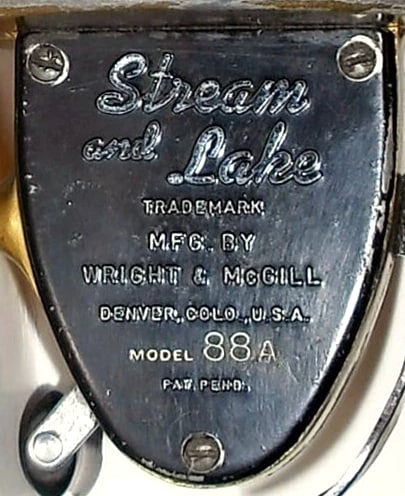 Stream
and Lake
TRADEMARK
MFG. BY
WRIGHT & McGILL
DENVER, COLO., U.S.A.
MODEL 88A
PAT. PEND.